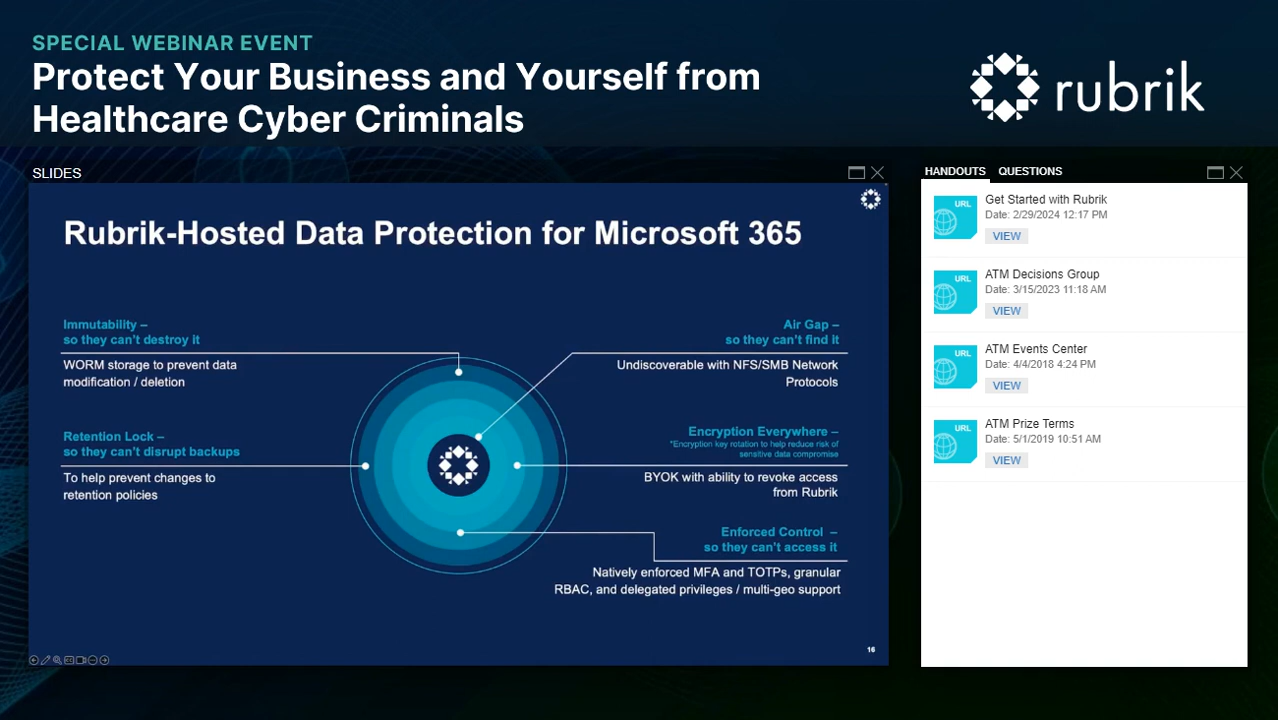 SPECIAL WEBINAR EVENT
Protect Your Business and Yourself from
Healthcare Cyber Criminals
rubrik
SLIDES
Rubrik-Hosted Data Protection for Microsoft 365
Immutability –
so they can't destroy it
WORM storage to prevent data
modification / deletion
Retention Lock –
so they can't disrupt backups
To help prevent changes to
retention policies
Air Gap –
so they can't find it
Undiscoverable with NFS/SMB Network
Protocols
Encryption Everywhere –
*Encryption key rotation to help reduce risk of
sensitive data compromise
BYOK with ability to revoke access
from Rubrik
Enforced Control –
so they can't access it
Natively enforced MFA and TOTPs, granular
RBAC, and delegated privileges / multi-geo support
16
HANDOUTS
QUESTIONS
URL
Get Started with Rubrik
Date: 2/29/2024 12:17 PM
VIEW
URL
ATM Decisions Group
Date: 3/15/2023 11:18 AM
VIEW
URL
ATM Events Center
Date: 4/4/2018 4:24 PM
VIEW
URL
ATM Prize Terms
Date: 5/1/2019 10:51 AM
VIEW